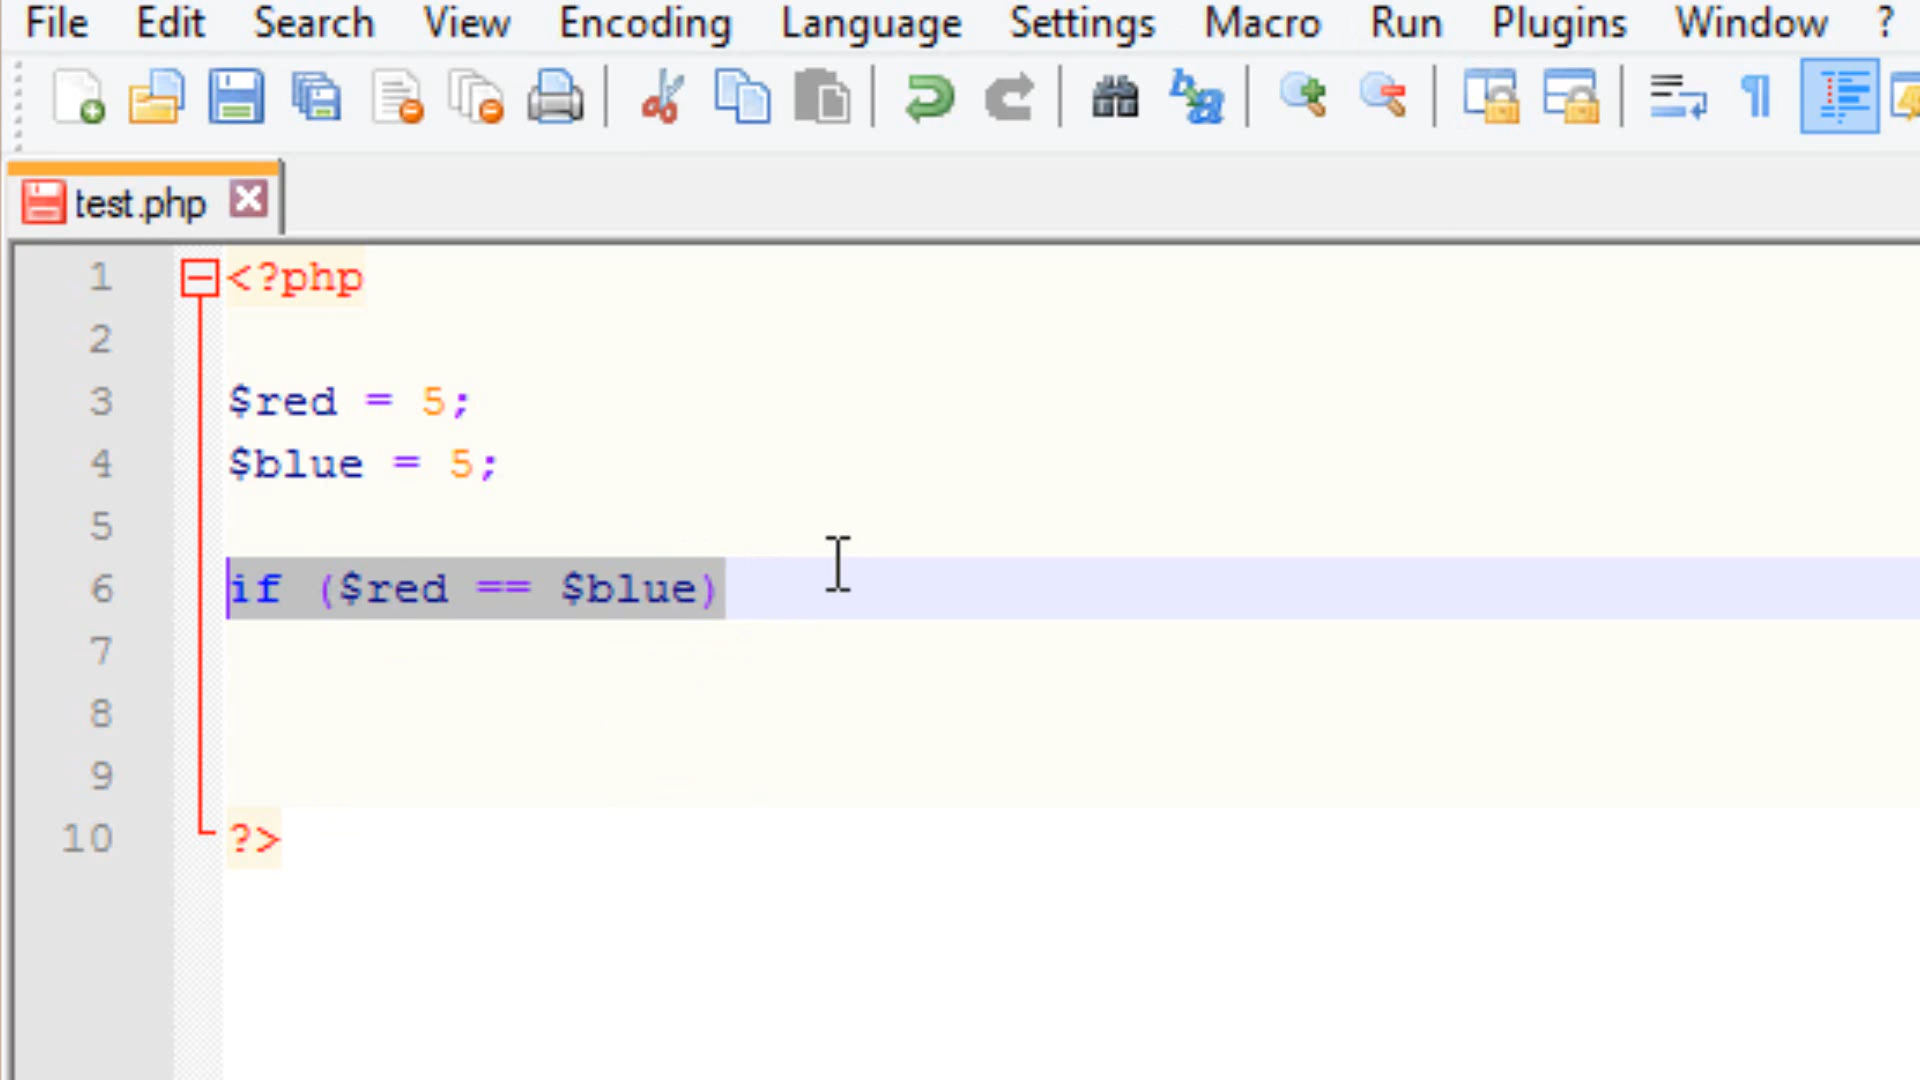 File Edit Search View Encoding Language Settings Macro Run Plugins Window ?
test.php
1 <?php
2
3 $red = 5;
4 $blue = 5;
5
6 if ($red == $blue)
7
8
9
10 ?>